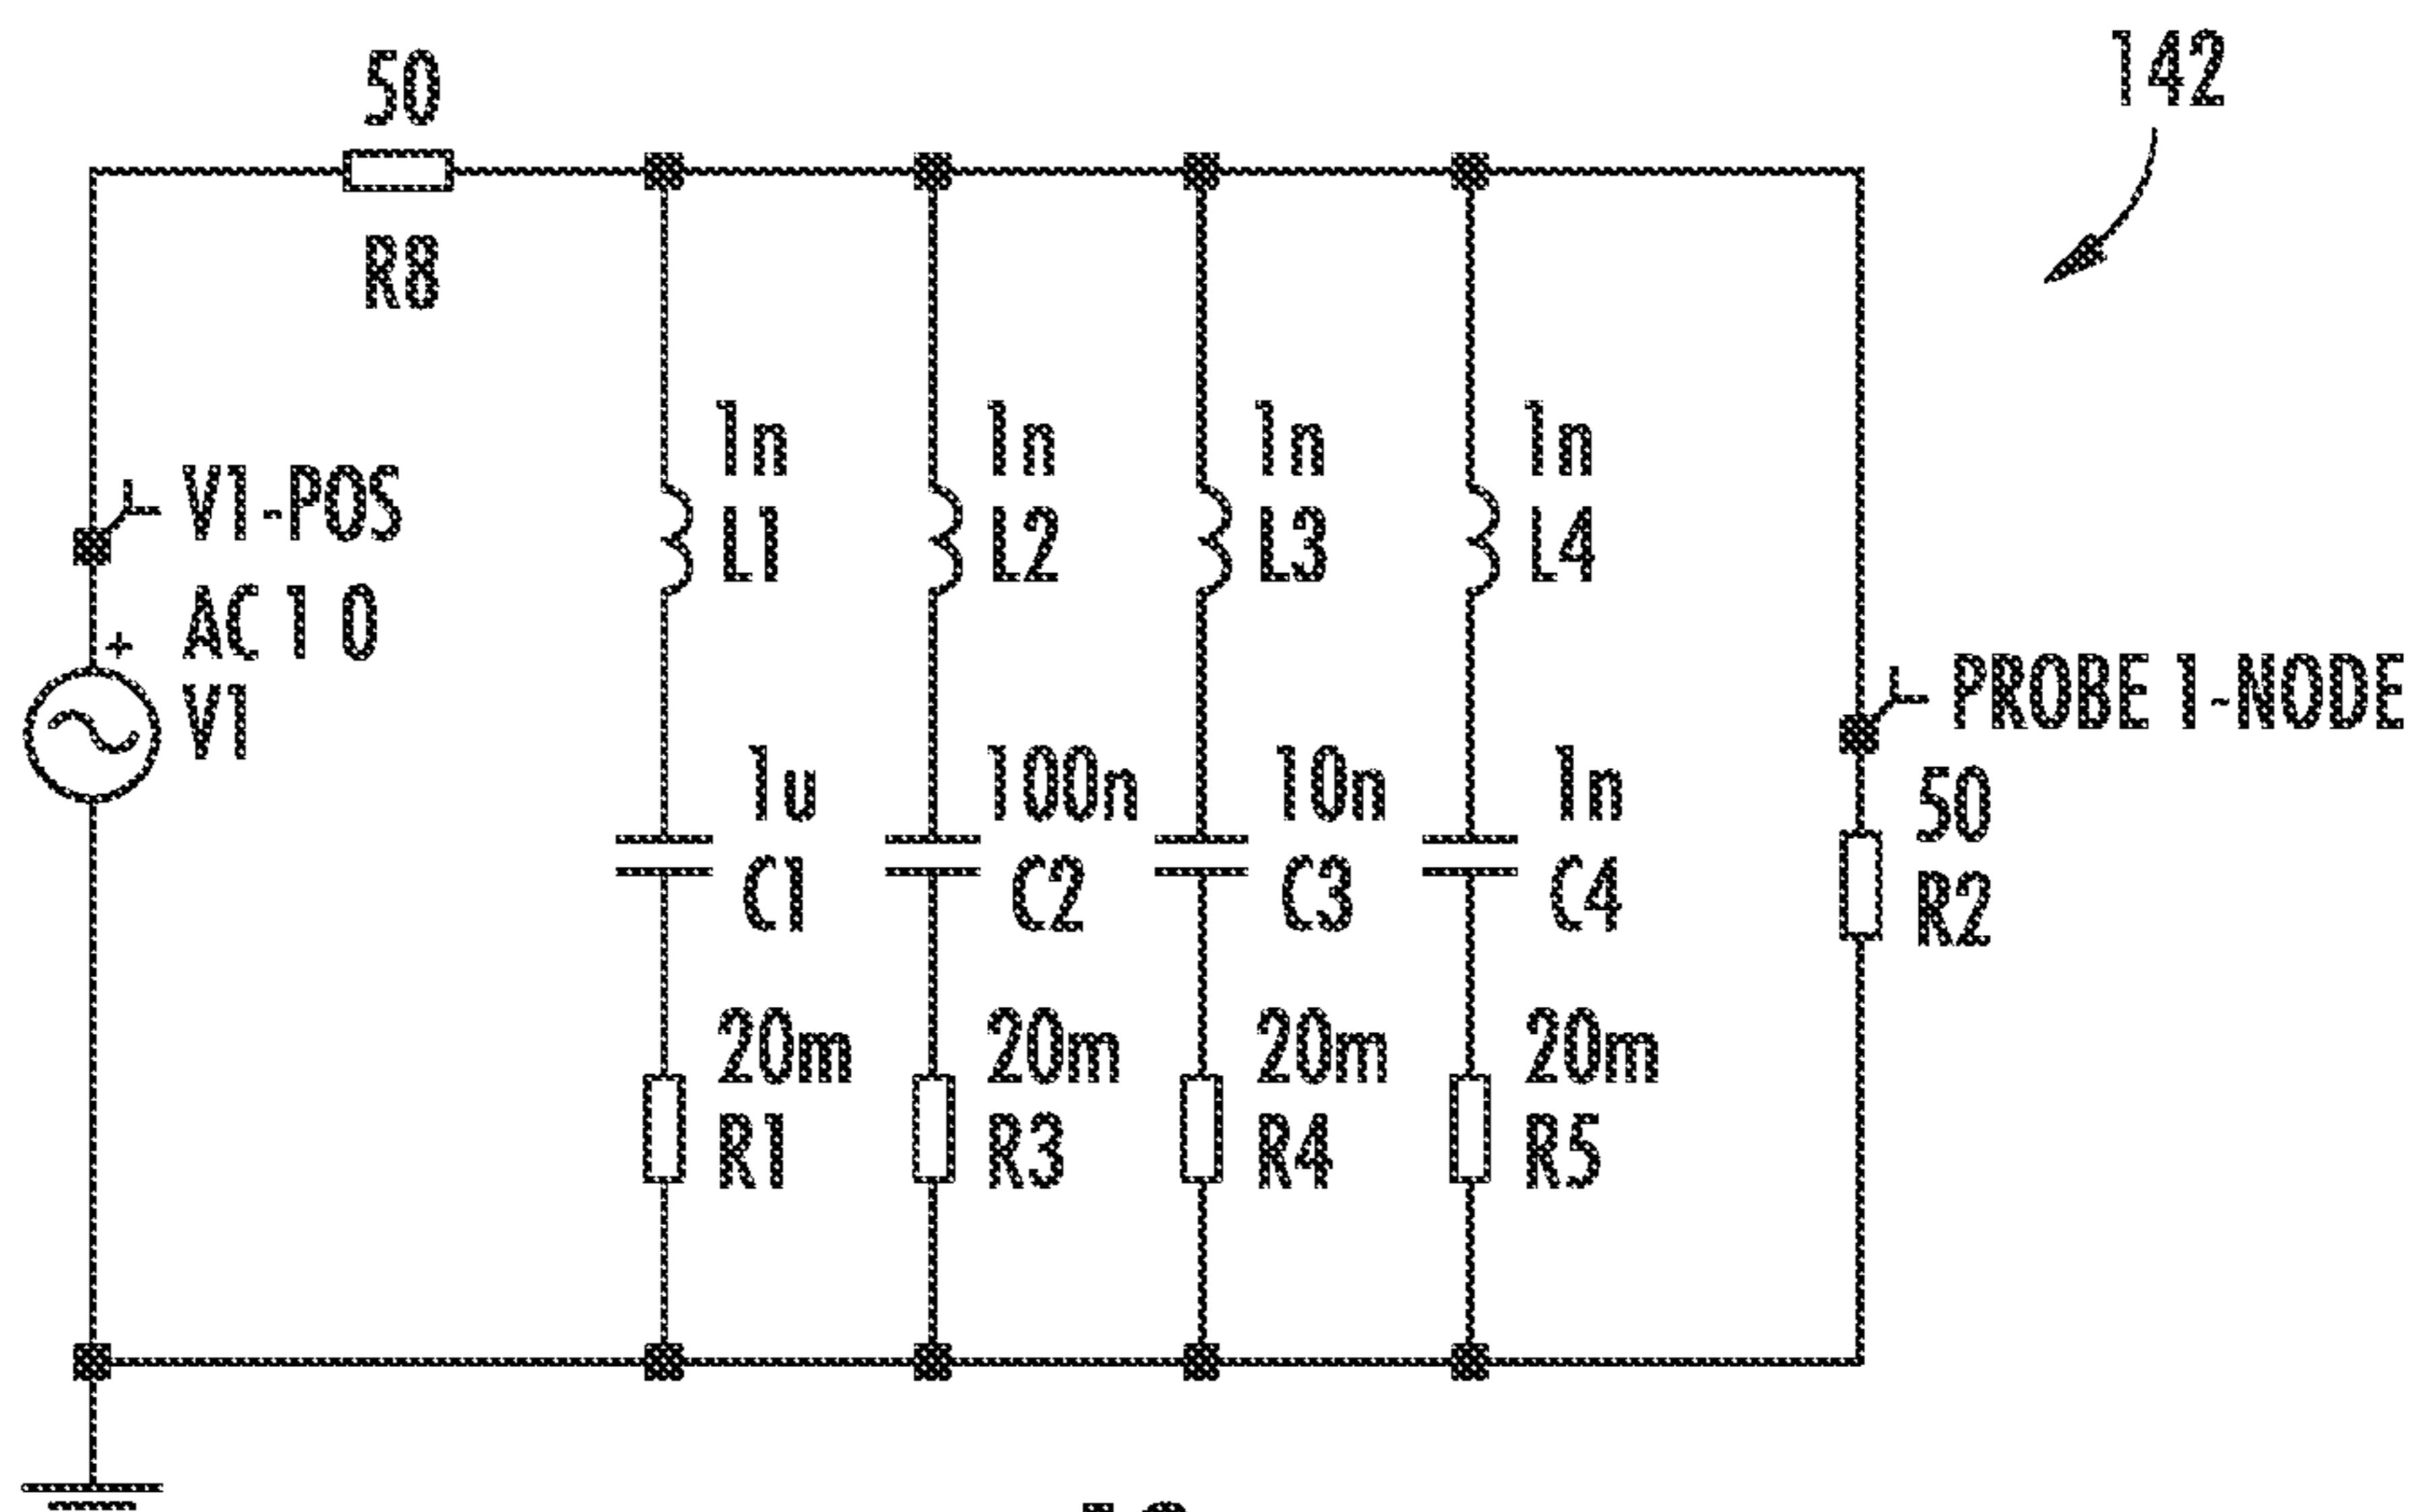 142
50
R8
V1-POS
AC 1 0
+
V1
1n
L1
1n
L2
1n
L3
1n
L4
1u
C1
100n
C2
10n
C3
1n
C4
PROBE 1-NODE
50
R2
20m
R1
20m
R3
20m
R4
20m
R5